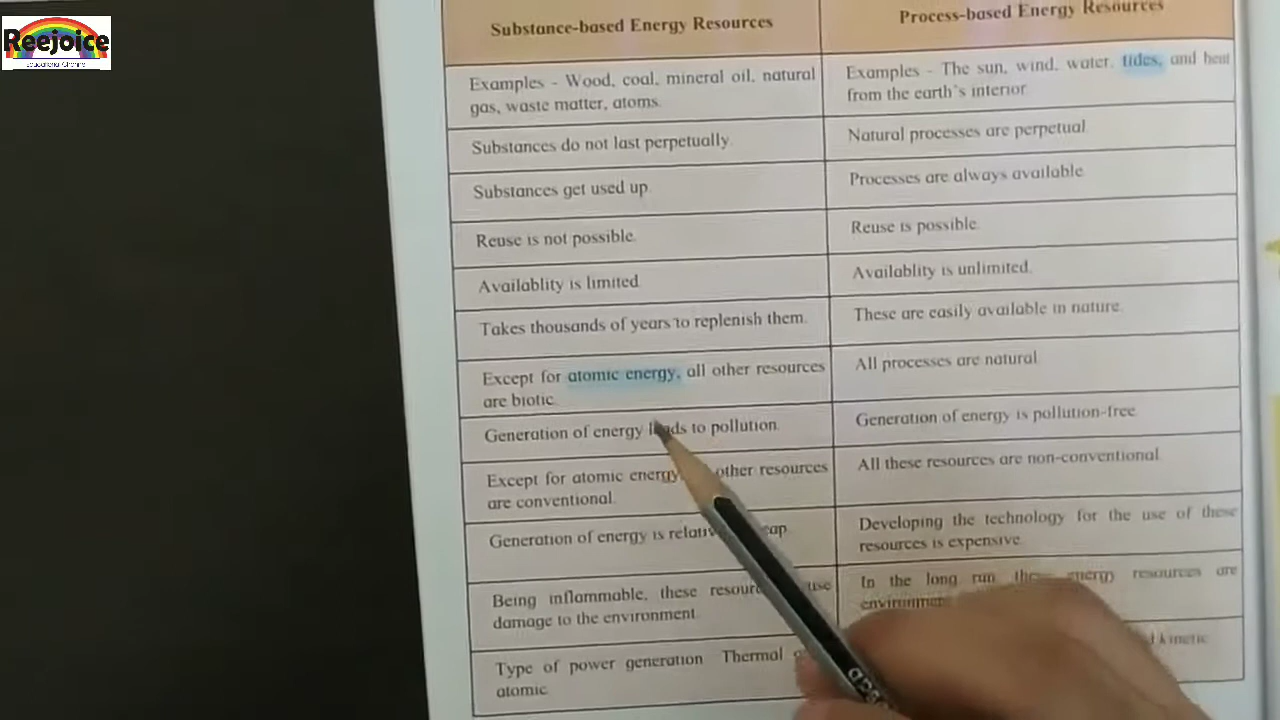 Reejoice
Educational Channel
Substance-based Energy Resources
Process-based Energy Resources
Examples - Wood, coal, mineral oil, natural
gas, waste matter, atoms.
Examples - The sun, wind, water, tides, and heat
from the earth's interior.
Substances do not last perpetually.
Natural processes are perpetual.
Substances get used up.
Processes are always available.
Reuse is not possible.
Reuse is possible.
Availablity is limited.
Availablity is unlimited.
Takes thousands of years to replenish them.
These are easily available in nature.
Except for atomic energy, all other resources
are biotic.
All processes are natural.
Generation of energy leads to pollution.
Generation of energy is pollution-free.
Except for atomic energy, other resources
are conventional.
All these resources are non-conventional.
Generation of energy is
Developing the technology for the use of these
resources is expensive.
Being inflammable, these
damage to the environment.
In the long run, energy resources are
Type of power generation Thermal
atomic.
kinetic